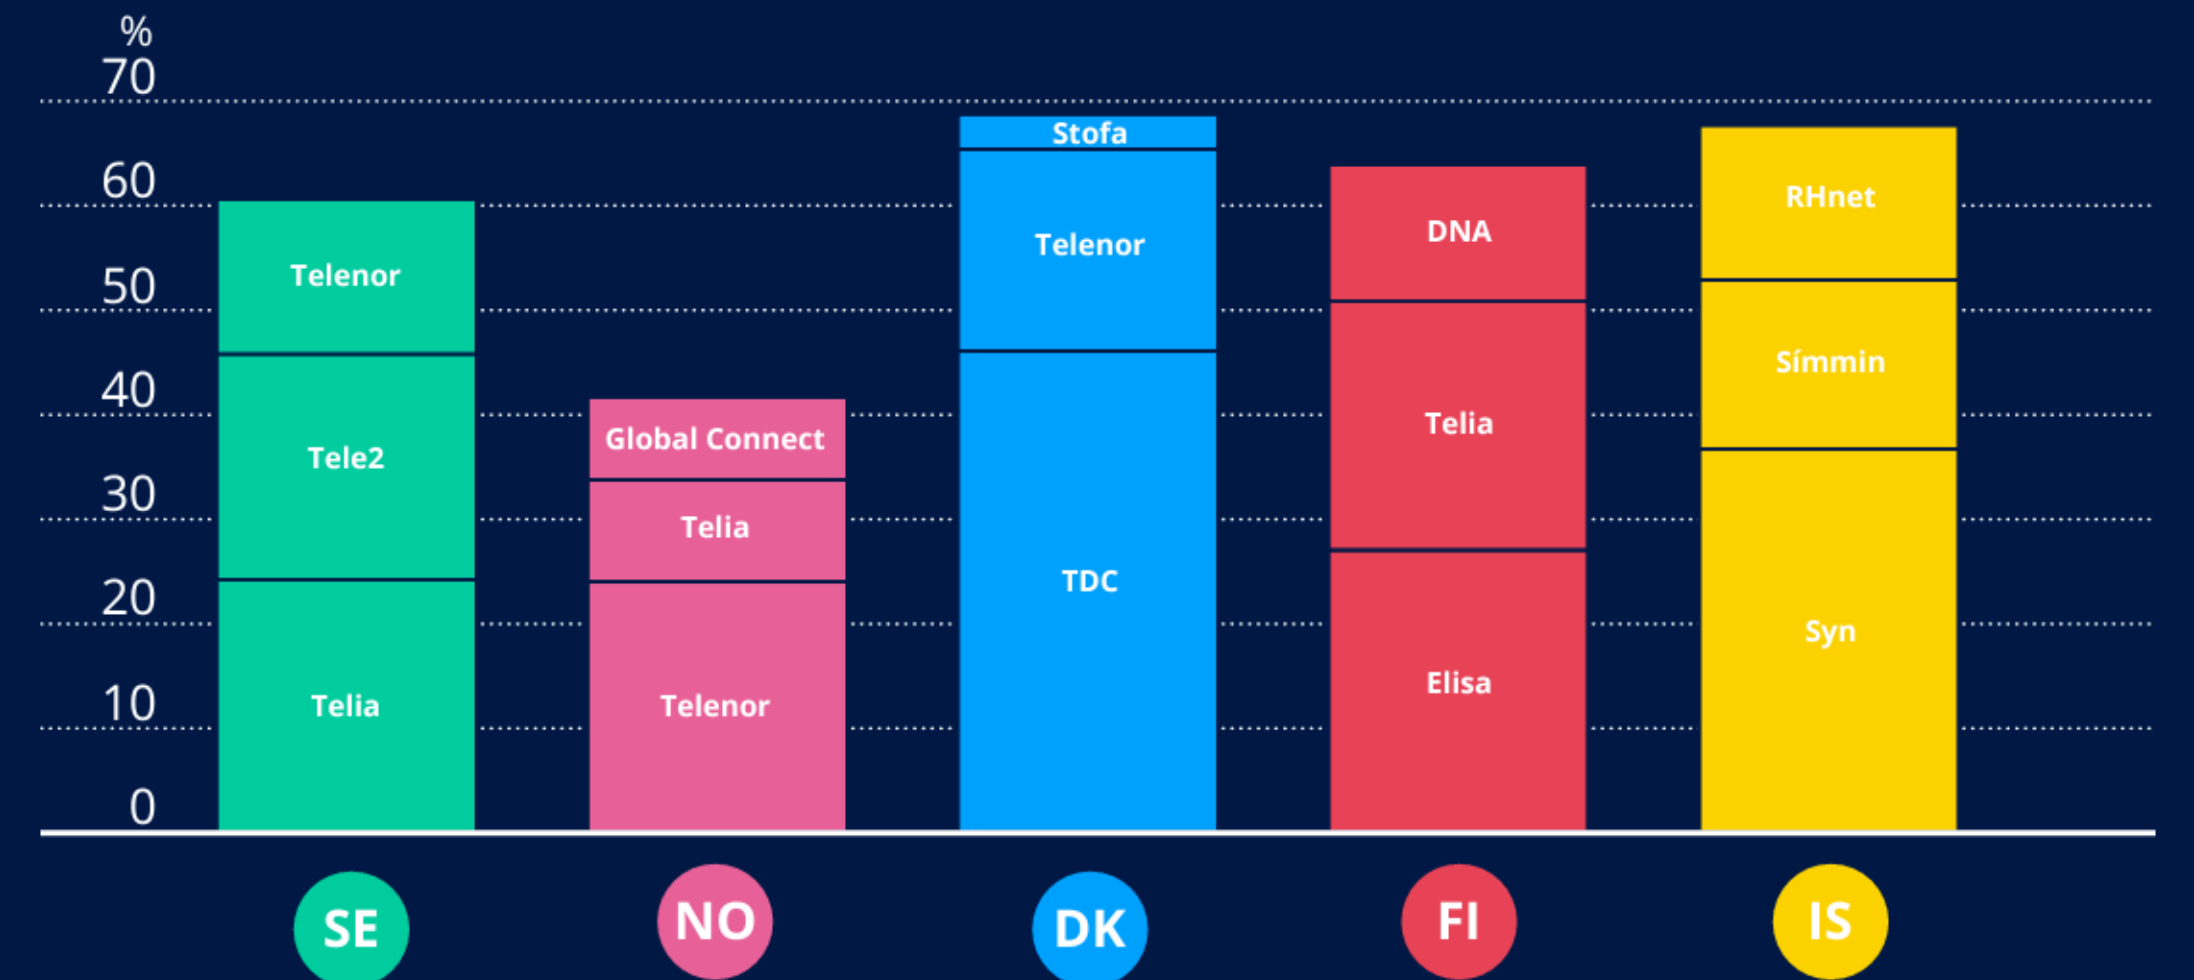 %
70
60
50
40
30
20
10
0
Telenor
Tele2
Telia
Global Connect
Telia
Telenor
Stofa
Telenor
TDC
DNA
Telia
Elisa
RHnet
Símmin
Syn
SE
NO
DK
FI
IS